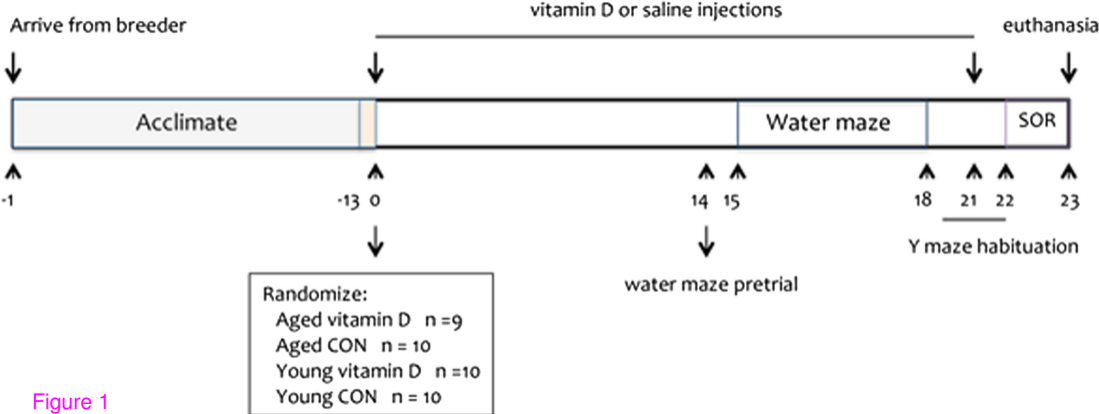 vitamin D or saline injections
Arrive from breeder
euthanasia
Acclimate
Water maze
SOR
-1
-13 0
14 15
18
21 22
23
Y maze habituation
water maze pretrial
Randomize:
Aged vitamin D n =9
Aged CON n = 10
Young vitamin D n =10
Young CON n = 10
Figure 1